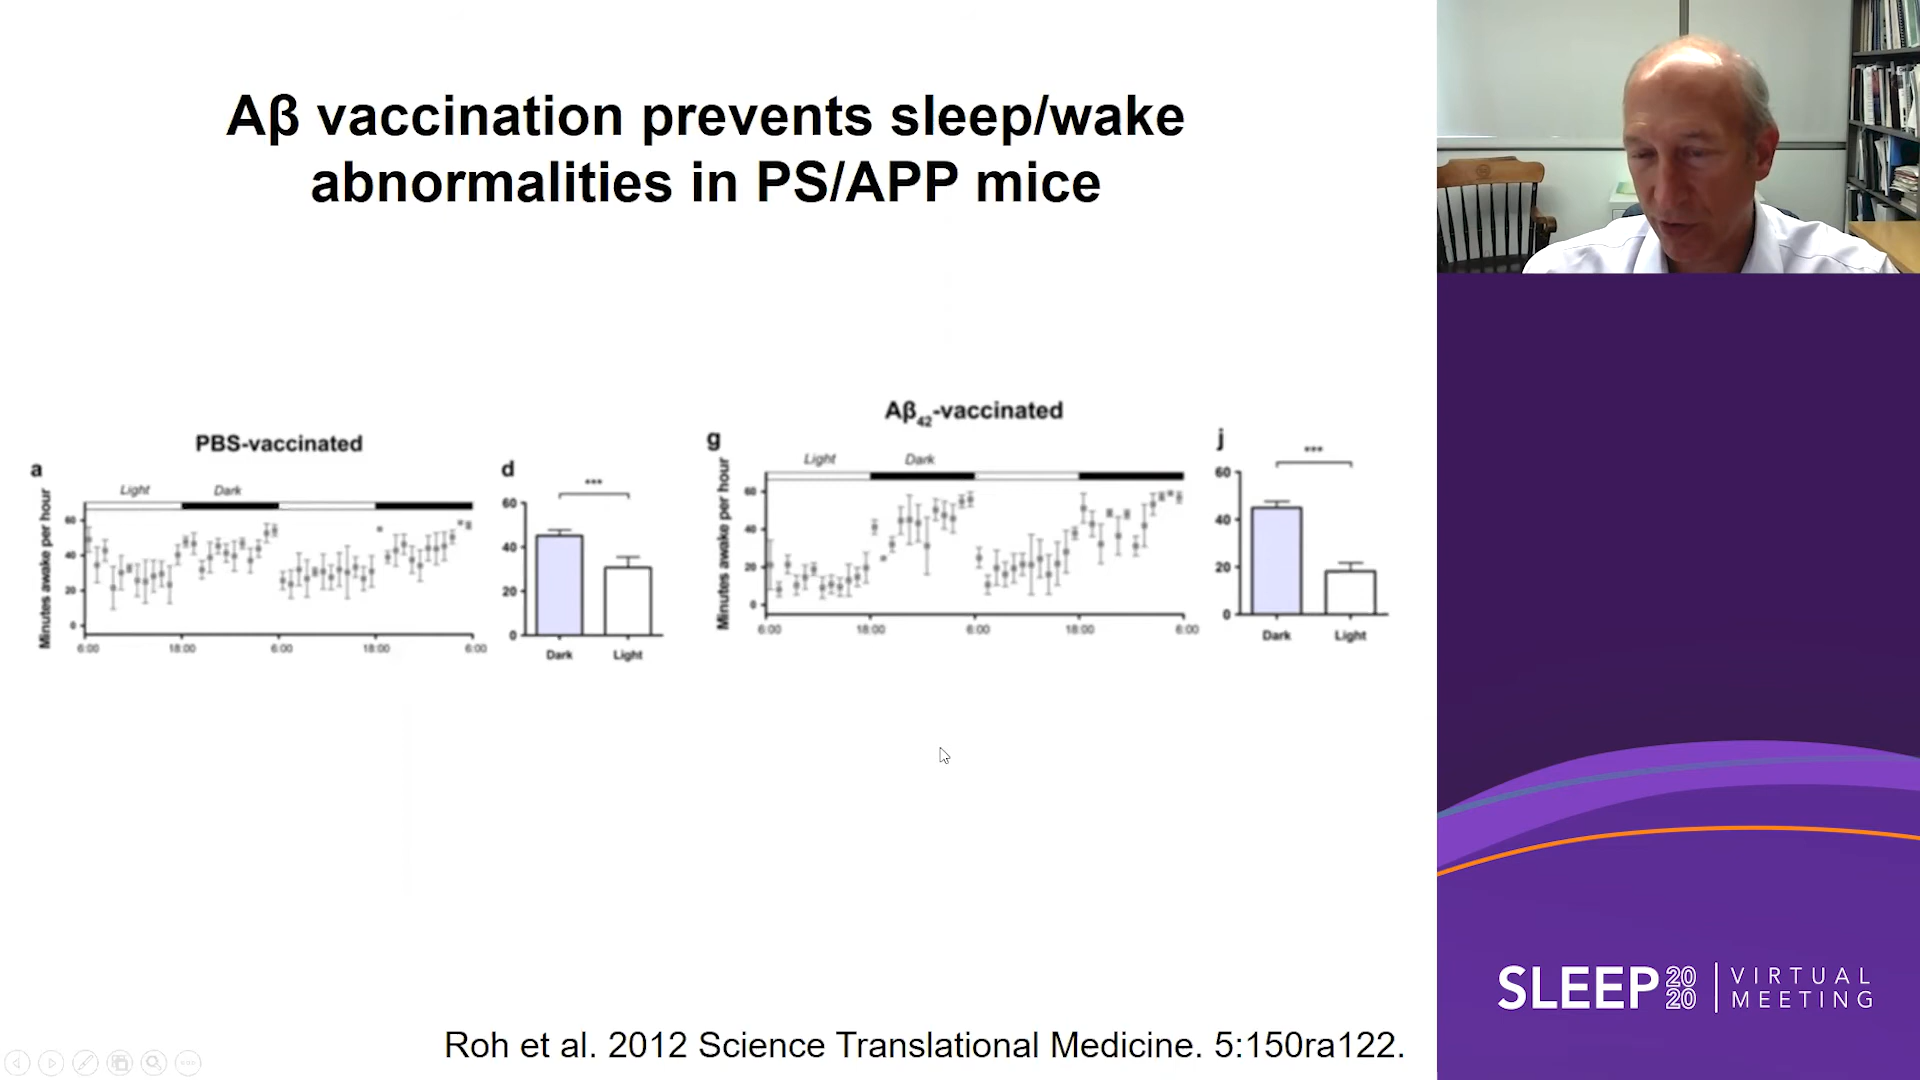 Aβ vaccination prevents sleep/wake
abnormalities in PS/APP mice
PBS-vaccinated
a
Light Dark
Minutes awake per hour
60
40
20
0
6:00 18:00 6:00 18:00 6:00
d
***
60
40
20
0
Dark Light
Aβ42-vaccinated
g
Light Dark
Minutes awake per hour
60
40
20
0
6:00 18:00 6:00 18:00 6:00
j
***
60
40
20
0
Dark Light
Roh et al. 2012 Science Translational Medicine. 5:150ra122.
SLEEP 2020 VIRTUAL
MEETING